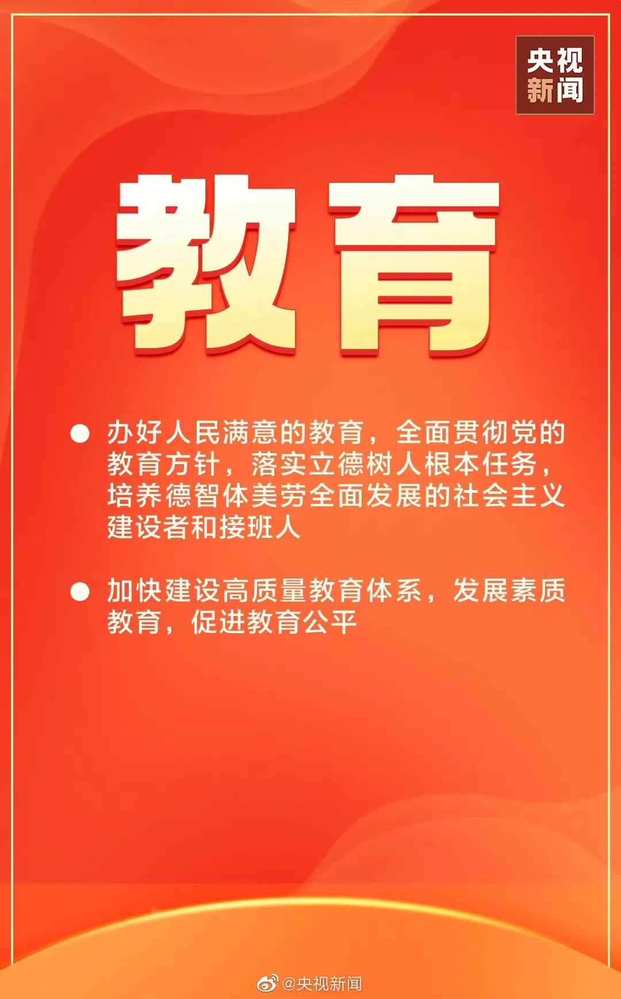 央视
新闻
教育
● 办好人民满意的教育，全面贯彻党的
教育方针，落实立德树人根本任务，
培养德智体美劳全面发展的社会主义
建设者和接班人
● 加快建设高质量教育体系，发展素质
教育，促进教育公平
@央视新闻